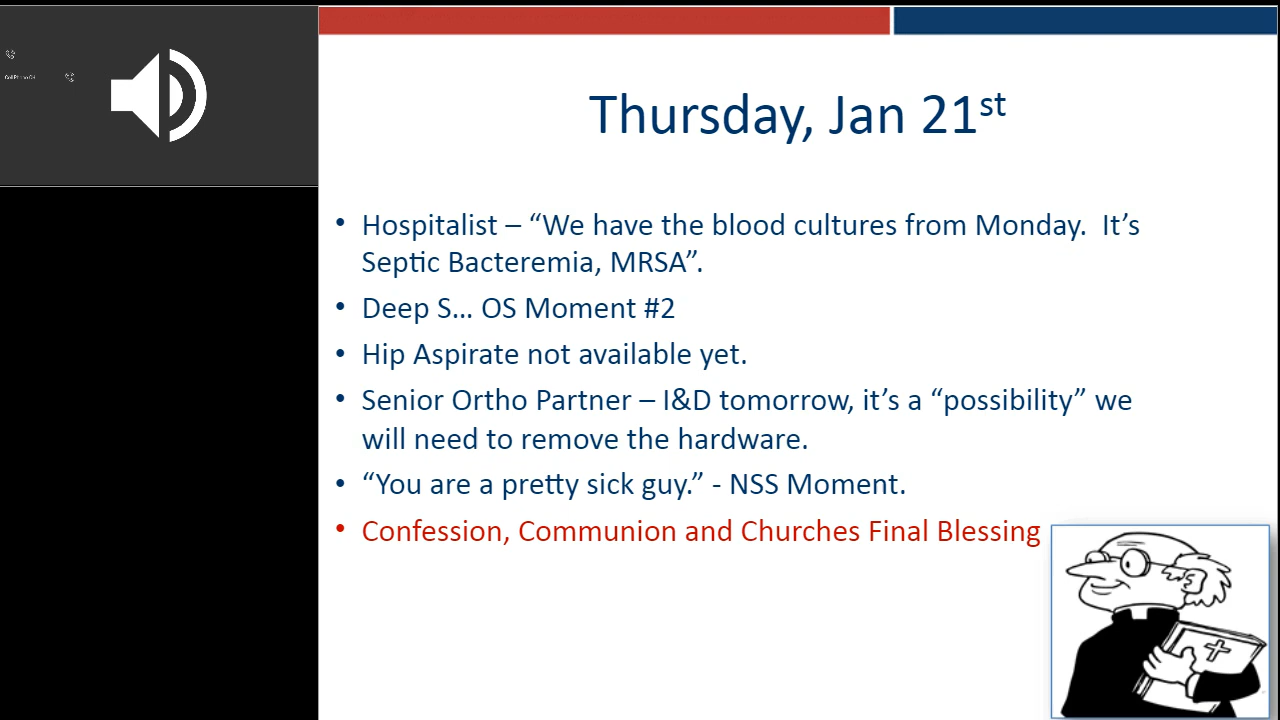 Thursday, Jan 21st
• Hospitalist – “We have the blood cultures from Monday.  It’s
Septic Bacteremia, MRSA”.
• Deep S... OS Moment #2
• Hip Aspirate not available yet.
• Senior Ortho Partner – I&D tomorrow, it’s a “possibility” we
will need to remove the hardware.
• “You are a pretty sick guy.” - NSS Moment.
• Confession, Communion and Churches Final Blessing